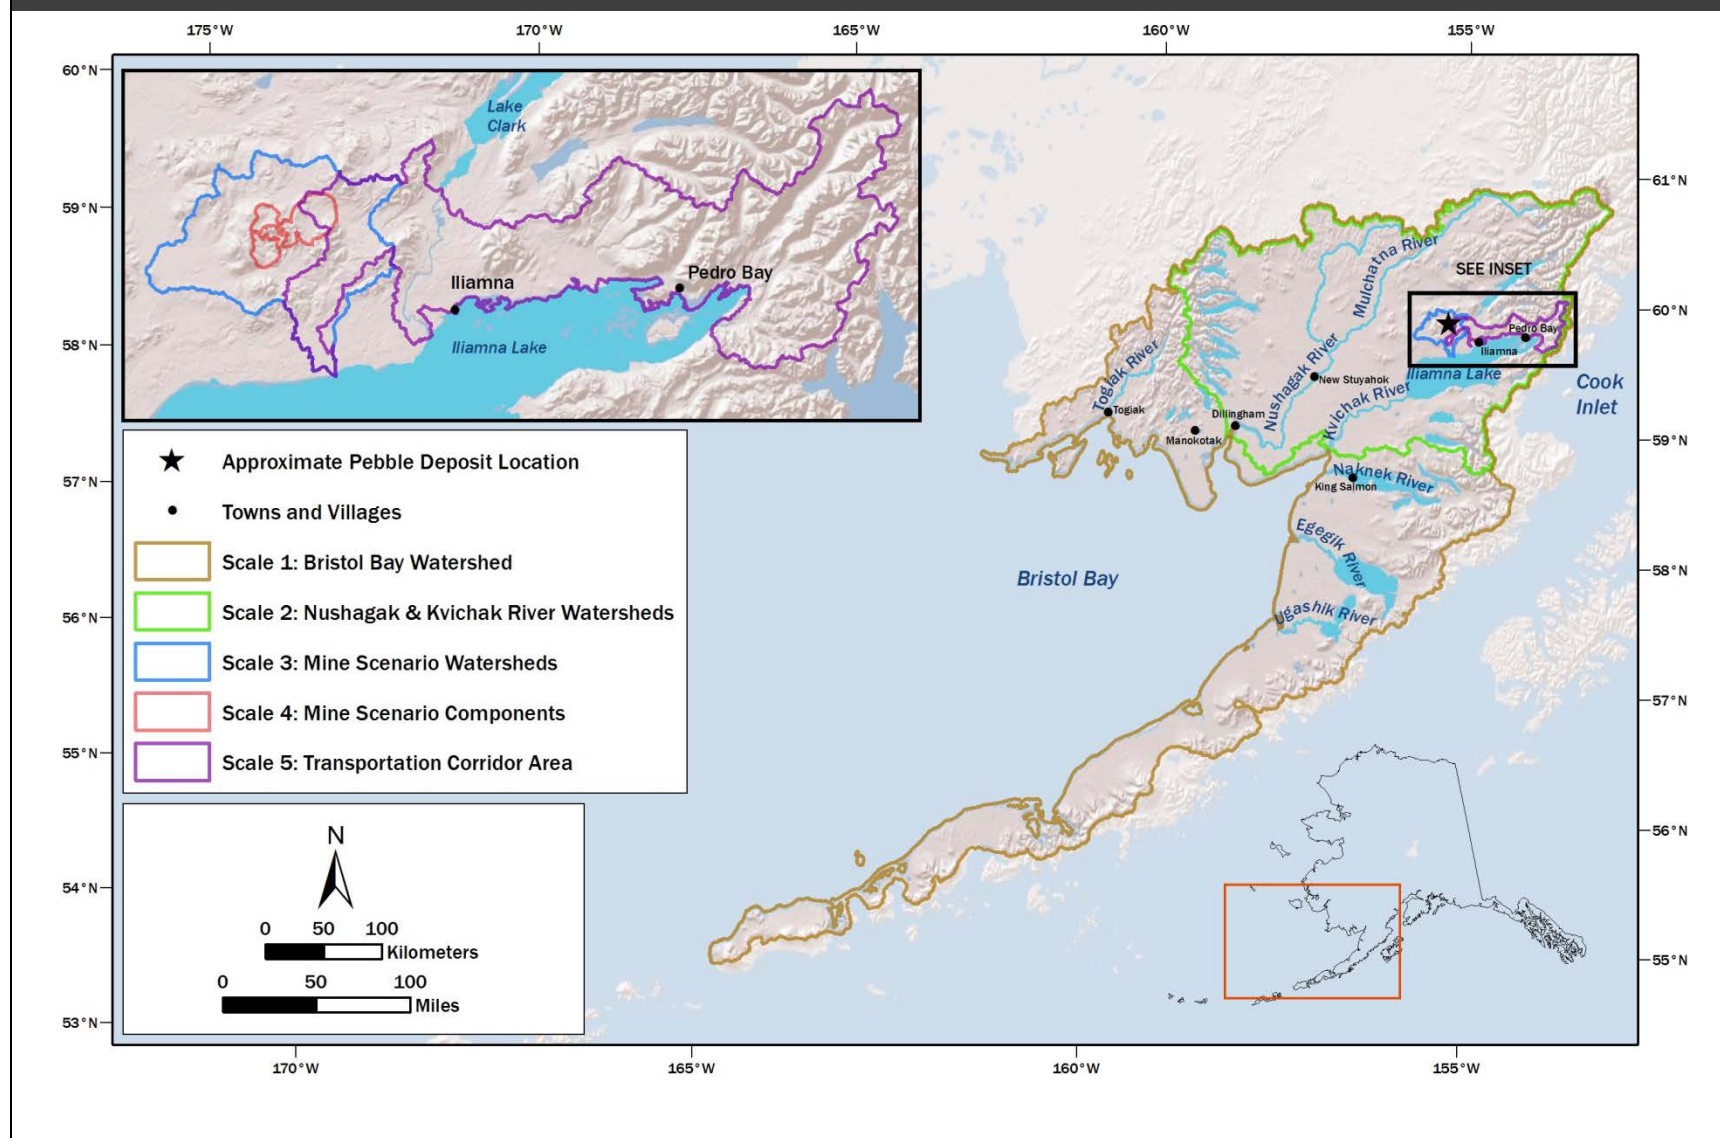 175°W
170°W
165°W
160°W
155°W
60°N
59°N
58°N
57°N
56°N
55°N
54°N
53°N
61°N
60°N
59°N
58°N
57°N
56°N
55°N
170°W
165°W
160°W
155°W
Lake
Clark
Iliamna
Pedro Bay
Iliamna Lake
Approximate Pebble Deposit Location
Towns and Villages
Scale 1: Bristol Bay Watershed
Scale 2: Nushagak & Kvichak River Watersheds
Scale 3: Mine Scenario Watersheds
Scale 4: Mine Scenario Components
Scale 5: Transportation Corridor Area
N
0 50 100
Kilometers
0 50 100
Miles
Mulchatna River
SEE INSET
Pedro Bay
Iliamna
Iliamna Lake
Cook
Inlet
Togiak River
Togiak
Nushagak River
New Stuyahok
Kvichak River
Dillingham
Manokotak
Naknek River
King Salmon
Egegik River
Bristol Bay
Ugashik River